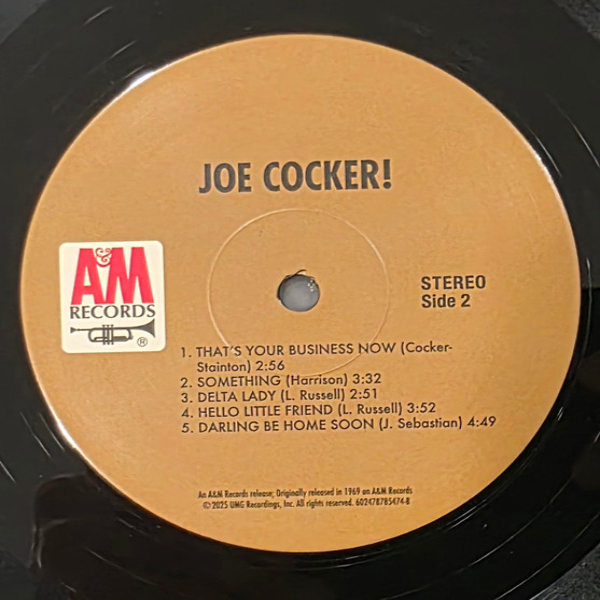 JOE COCKER!
A&M
RECORDS
®
STEREO
Side 2
1. THAT'S YOUR BUSINESS NOW (Cocker-
Stainton) 2:56
2. SOMETHING (Harrison) 3:32
3. DELTA LADY (L. Russell) 2:51
4. HELLO LITTLE FRIEND (L. Russell) 3:52
5. DARLING BE HOME SOON (J. Sebastian) 4:49
An A&M Records release; Originally released in 1969 on A&M Records
©2025 UMG Recordings, Inc. All rights reserved. 602478785474-8